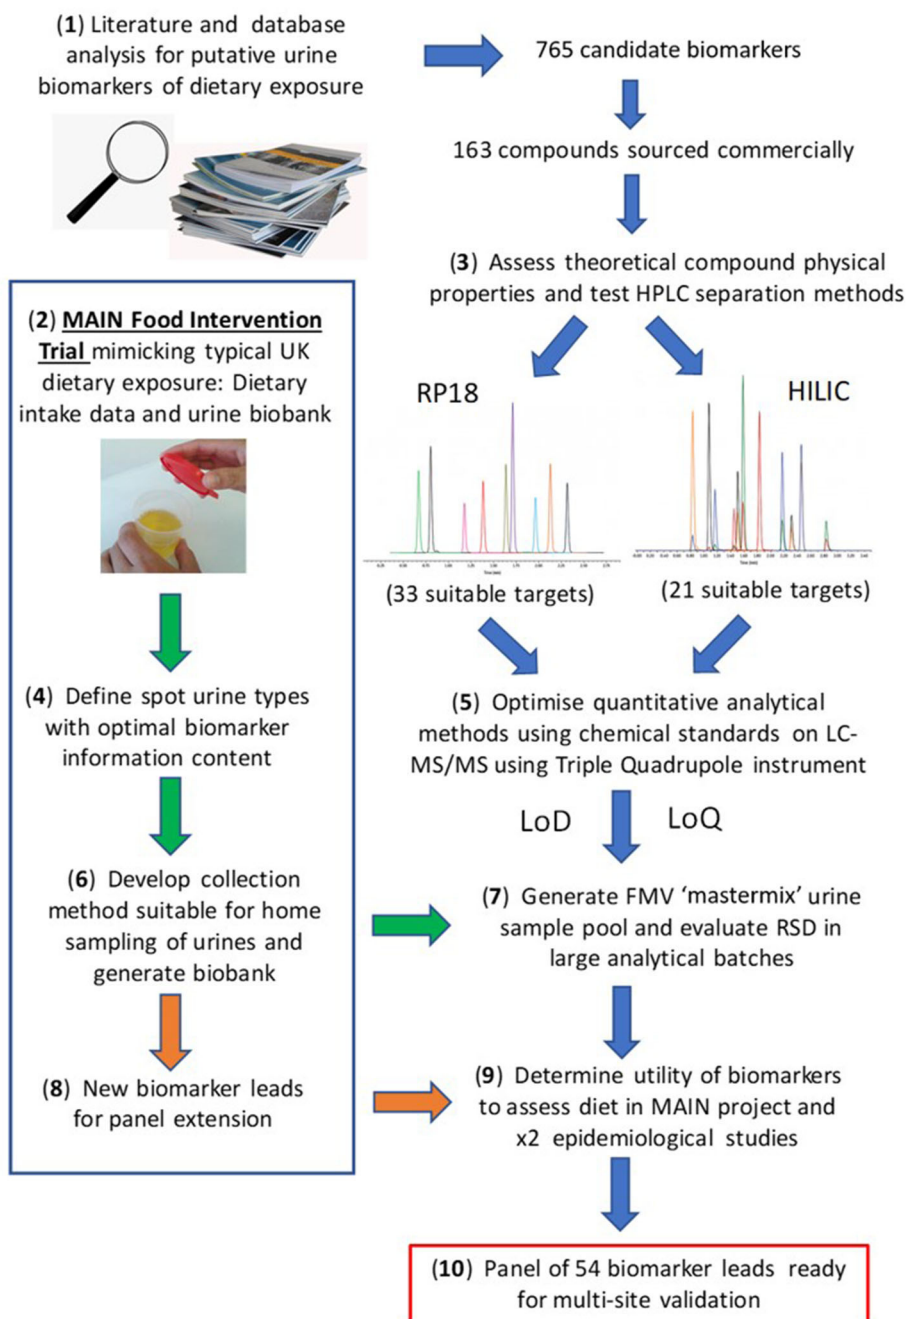 (1) Literature and database
analysis for putative urine
biomarkers of dietary exposure
765 candidate biomarkers
163 compounds sourced commercially
(3) Assess theoretical compound physical
properties and test HPLC separation methods
(2) MAIN Food Intervention
Trial mimicking typical UK
dietary exposure: Dietary
intake data and urine biobank
RP18
HILIC
(33 suitable targets)
(21 suitable targets)
(4) Define spot urine types
with optimal biomarker
information content
(5) Optimise quantitative analytical
methods using chemical standards on LC-
MS/MS using Triple Quadrupole instrument
LoD
LoQ
(6) Develop collection
method suitable for home
sampling of urines and
generate biobank
(7) Generate FMV ‘mastermix’ urine
sample pool and evaluate RSD in
large analytical batches
(8) New biomarker leads
for panel extension
(9) Determine utility of biomarkers
to assess diet in MAIN project and
x2 epidemiological studies
(10) Panel of 54 biomarker leads ready
for multi-site validation